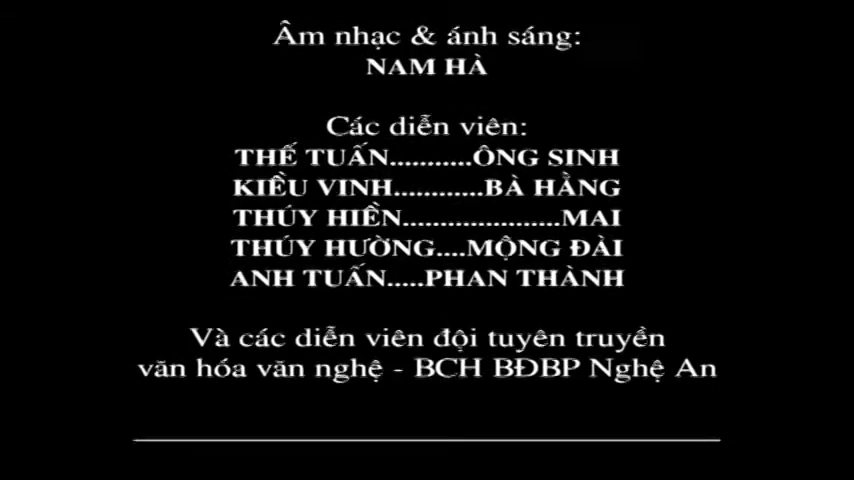 Âm nhạc & ánh sáng:
NAM HÀ
Các diễn viên:
THẾ TUẤN...........ÔNG SINH
KIỀU VINH............BÀ HẰNG
THÚY HIỀN.....................MAI
THÚY HƯỜNG....MỘNG ĐÀI
ANH TUẤN.....PHAN THÀNH
Và các diễn viên đội tuyên truyền
văn hóa văn nghệ - BCH BĐBP Nghệ An